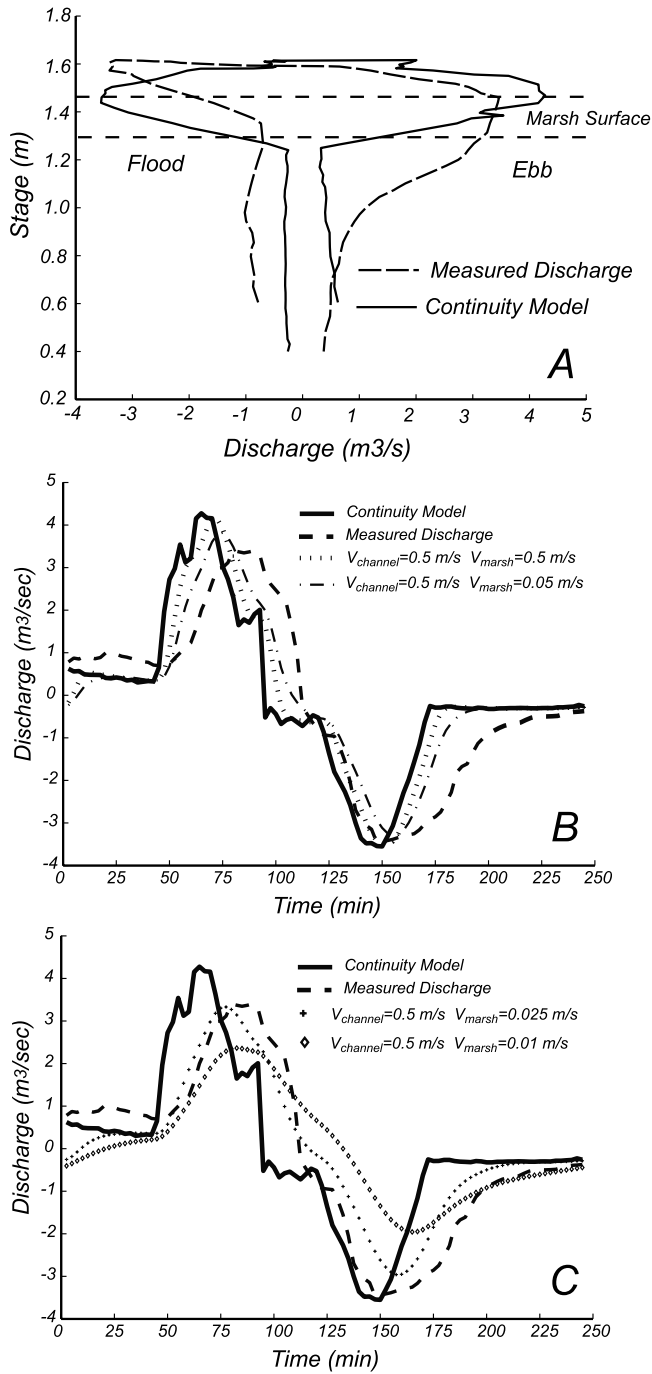 1.8
1.6
1.4
1.2
1.0
0.8
0.6
0.4
0.2
Stage (m)
Marsh Surface
Flood
Ebb
Measured Discharge
Continuity Model
A
-4 -3 -2 -1 0 1 2 3 4 5
Discharge (m3/s)
5
4
3
2
1
0
-1
-2
-3
-4
Discharge (m3/sec)
Continuity Model
Measured Discharge
Vchannel=0.5 m/s Vmarsh=0.5 m/s
Vchannel=0.5 m/s Vmarsh=0.05 m/s
B
0 25 50 75 100 125 150 175 200 225 250
Time (min)
5
4
3
2
1
0
-1
-2
-3
-4
Discharge (m3/sec)
Continuity Model
Measured Discharge
Vchannel=0.5 m/s Vmarsh=0.025 m/s
Vchannel=0.5 m/s Vmarsh=0.01 m/s
C
0 25 50 75 100 125 150 175 200 225 250
Time (min)